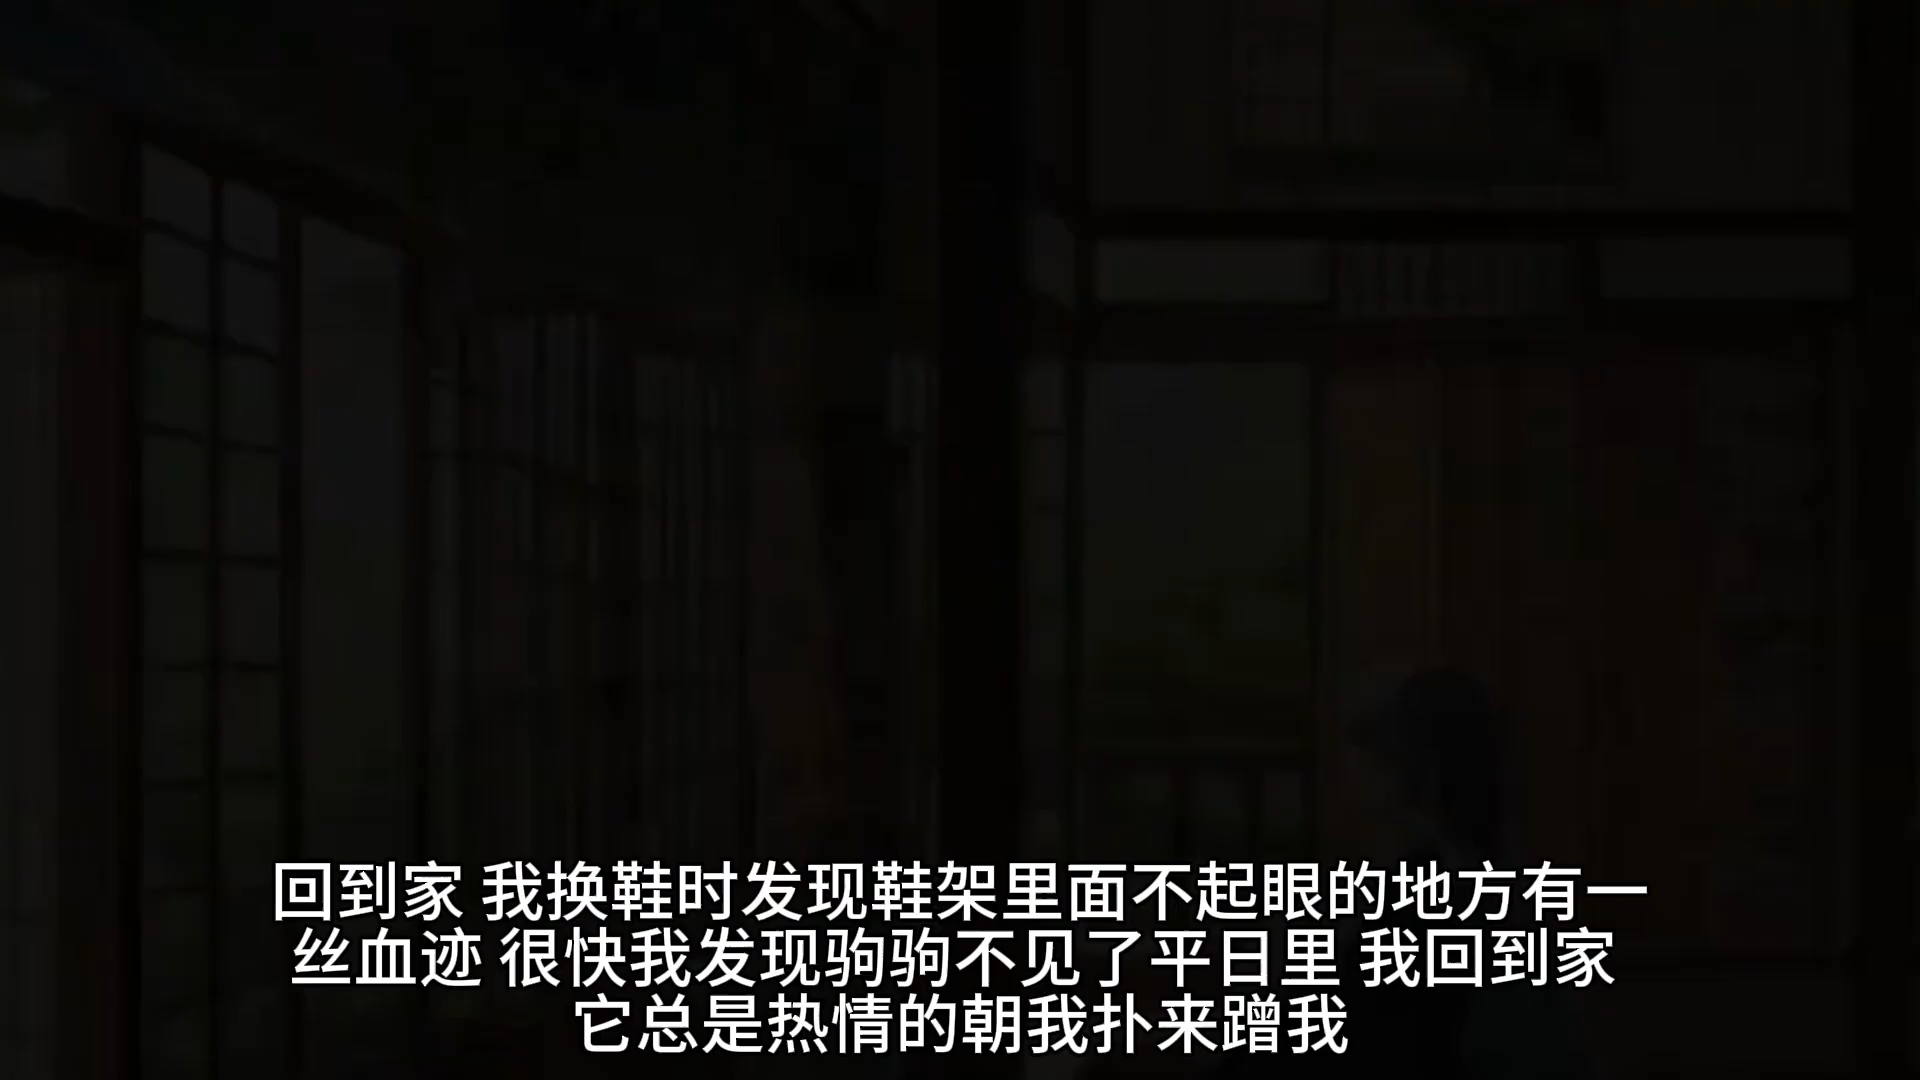 回到家 我换鞋时发现鞋架里面不起眼的地方有一
丝血迹 很快我发现驹驹不见了平日里 我回到家
它总是热情的朝我扑来蹭我